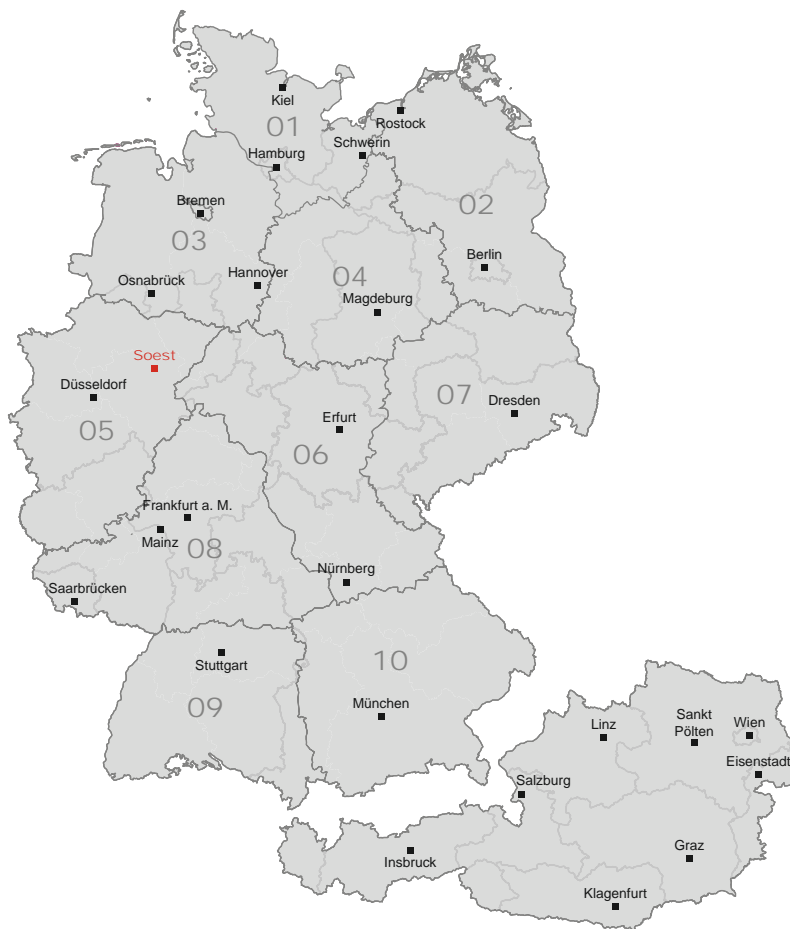 Kiel
Rostock
01
Schwerin
Hamburg
Bremen
02
03
Berlin
Hannover
04
Osnabrück
Magdeburg
Soest
Düsseldorf
07
Dresden
Erfurt
05
06
Frankfurt a. M.
Mainz
08
Nürnberg
Saarbrücken
10
Stuttgart
09
München
Sankt
Pölten
Linz
Wien
Eisenstadt
Salzburg
Graz
Insbruck
Klagenfurt